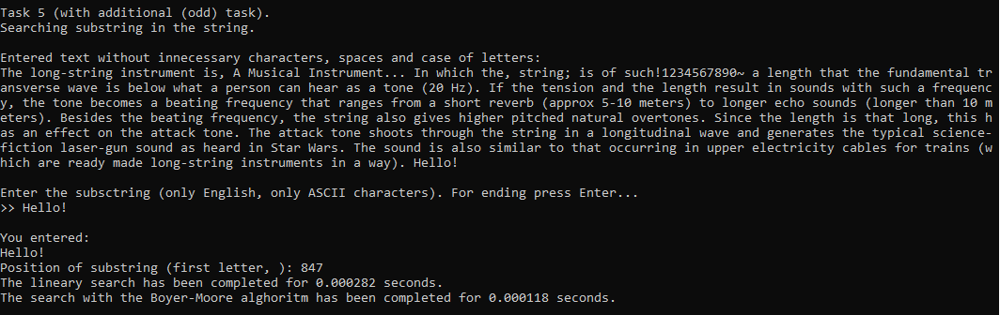 Task 5 (with additional (odd) task).
Searching substring in the string.
Entered text without innecessary characters, spaces and case of letters:
The long-string instrument is, A Musical Instrument... In which the, string; is of such!1234567890~ a length that the fundamental tr
ansverse wave is below what a person can hear as a tone (20 Hz). If the tension and the length result in sounds with such a frequenc
y, the tone becomes a beating frequency that ranges from a short reverb (approx 5-10 meters) to longer echo sounds (longer than 10 m
eters). Besides the beating frequency, the string also gives higher pitched natural overtones. Since the length is that long, this h
as an effect on the attack tone. The attack tone shoots through the string in a longitudinal wave and generates the typical science-
fiction laser-gun sound as heard in Star Wars. The sound is also similar to that occurring in upper electricity cables for trains (w
hich are ready made long-string instruments in a way). Hello!
Enter the subsctring (only English, only ASCII characters). For ending press Enter...
>> Hello!
You entered:
Hello!
Position of substring (first letter, ): 847
The lineary search has been completed for 0.000282 seconds.
The search with the Boyer-Moore alghoritm has been completed for 0.000118 seconds.